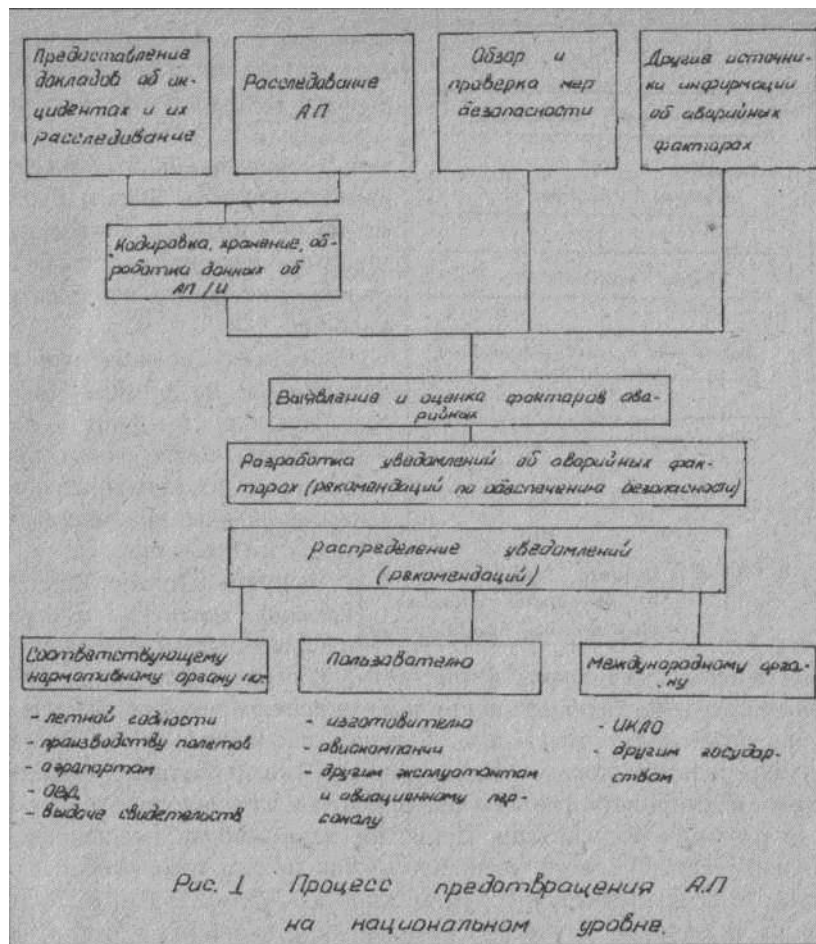 Предоставление
докладов об ин-
цидентах и их
расследование
Расследование
АП
Обзор и
проверка мер
безопасности
Другие источни-
ки информации
об аварийных
факторах
Кодировка, хранение, об-
работка данных об
АП/И
Выявление и оценка факторов ава-
рийных
Разработка уведомлений об аварийных фак-
торах (рекомендаций по обеспечению безопасности)
Распределение уведомлений
(рекомендаций)
Соответствующему
нормативному органу по:
- летной годности
- производству полетов
- аэропортам
- ОВД
- выдаче свидетельств
Пользователю
- изготовителю
- авиакомпании
- другим эксплуатантам
и авиационному пер-
соналу
Международному орга-
ну
- ИКАО
- другим государ-
ствам
Рис. 1 Процесс предотвращения А.П
на национальном уровне.